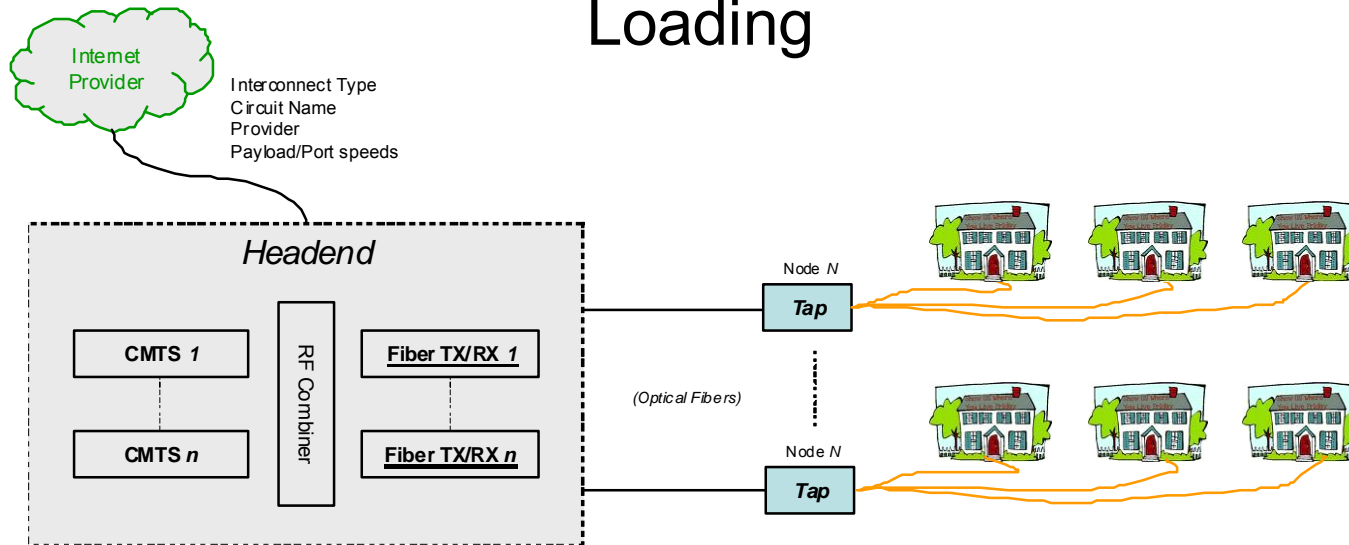 Loading
Internet
Provider
Interconnect Type
Circuit Name
Provider
Payload/Port speeds
Headend
CMTS 1
CMTS n
RF Combiner
Fiber TX/RX 1
Fiber TX/RX n
(Optical Fibers)
Node N
Tap
Node N
Tap